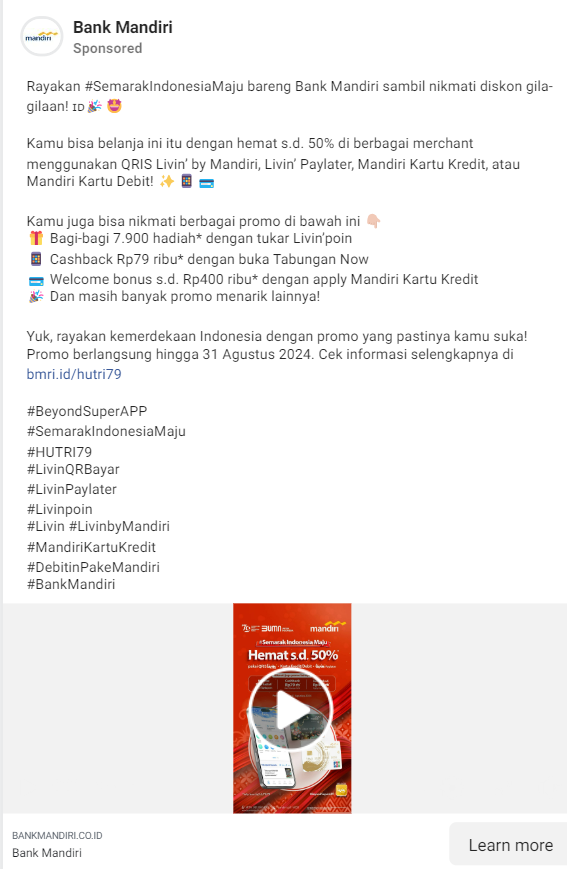 mandiri
Bank Mandiri
Sponsored
Rayakan #SemarakIndonesiaMaju bareng Bank Mandiri sambil nikmati diskon gila-
gilaan! ID 🎉 🤩
Kamu bisa belanja ini itu dengan hemat s.d. 50% di berbagai merchant
menggunakan QRIS Livin’ by Mandiri, Livin’ Paylater, Mandiri Kartu Kredit, atau
Mandiri Kartu Debit! ✨ 📱 💳
Kamu juga bisa nikmati berbagai promo di bawah ini 👇🏻
🎁 Bagi-bagi 7.900 hadiah* dengan tukar Livin’poin
📱 Cashback Rp79 ribu* dengan buka Tabungan Now
💳 Welcome bonus s.d. Rp400 ribu* dengan apply Mandiri Kartu Kredit
🎉 Dan masih banyak promo menarik lainnya!
Yuk, rayakan kemerdekaan Indonesia dengan promo yang pastinya kamu suka!
Promo berlangsung hingga 31 Agustus 2024. Cek informasi selengkapnya di
bmri.id/hutri79
#BeyondSuperAPP
#SemarakIndonesiaMaju
#HUTRI79
#LivinQRBayar
#LivinPaylater
#Livinpoin
#Livin #LivinbyMandiri
#MandiriKartuKredit
#DebitinPakeMandiri
#BankMandiri
BUMN mandiri
#Semarak Indonesia Maju
Hemat s.d. 50%*
BANKMANDIRI.CO.ID
Bank Mandiri
Learn more